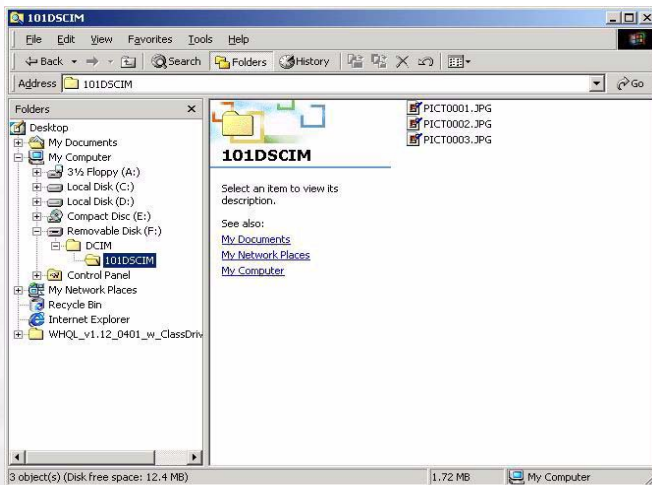 101DSCIM
File Edit View Favorites Tools Help
Back Search Folders History
Address 101DSCIM Go
Folders
Desktop
My Documents
My Computer
3½ Floppy (A:)
Local Disk (C:)
Local Disk (D:)
Compact Disc (E:)
Removable Disk (F:)
DCIM
101DSCIM
Control Panel
My Network Places
Recycle Bin
Internet Explorer
WHQL_v1.12_0401_w_ClassDriv
101DSCIM
Select an item to view its
description.
See also:
My Documents
My Network Places
My Computer
PICT0001.JPG
PICT0002.JPG
PICT0003.JPG
3 object(s) (Disk free space: 12.4 MB) 1.72 MB My Computer